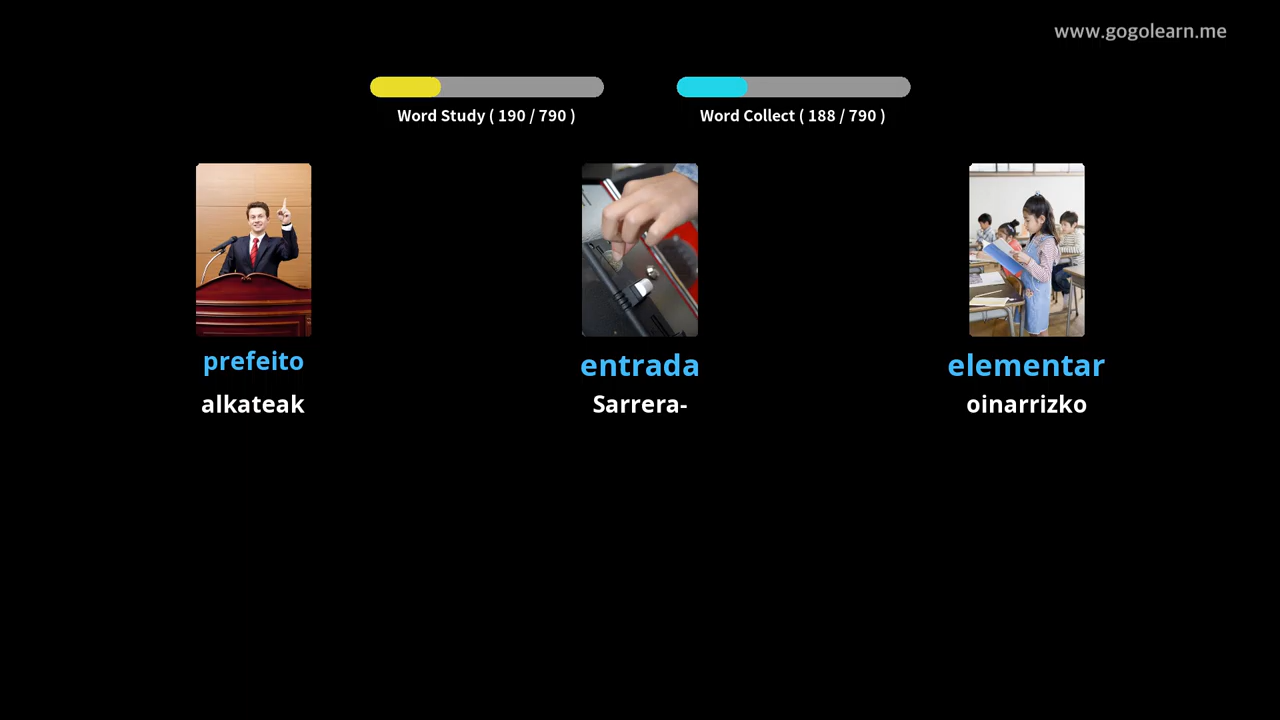 www.gogolearn.me
Word Study ( 190 / 790 )
Word Collect ( 188 / 790 )
prefeito
alkateak
entrada
Sarrera-
elementar
oinarrizko